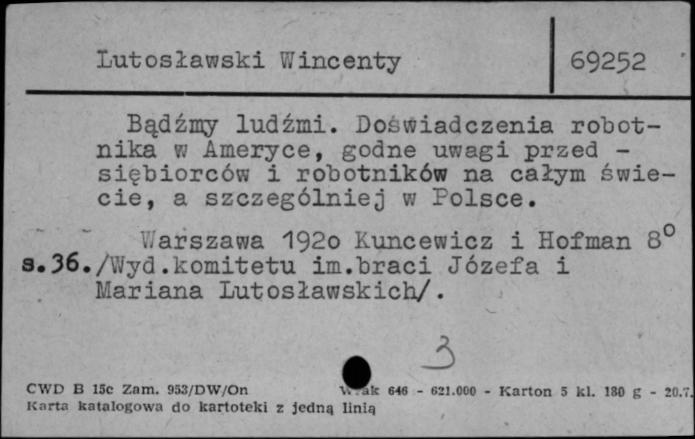 Lutosławski Wincenty 69252
Bądźmy ludźmi. Doświadczenia robot-
nika w Ameryce, godne uwagi przed -
siębiorców i robotników na całym świe-
cie, a szczególniej w Polsce.
Warszawa 192o Kuncewicz i Hofman 8°
s.36./Wyd.komitetu im.braci Józefa i
Mariana Lutosławskich/.
3
CWD B 15c Zam. 953/DW/On 646 - 621.000 - Karton 5 kl. 180 g - 20.7.
Karta katalogowa do kartoteki z jedną linią